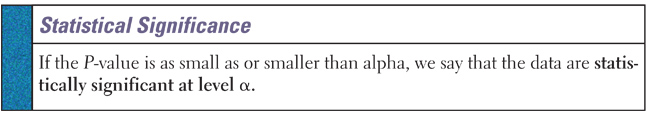 Statistical Significance
If the P-value is as small as or smaller than alpha, we say that the data are statis-
tically significant at level α.